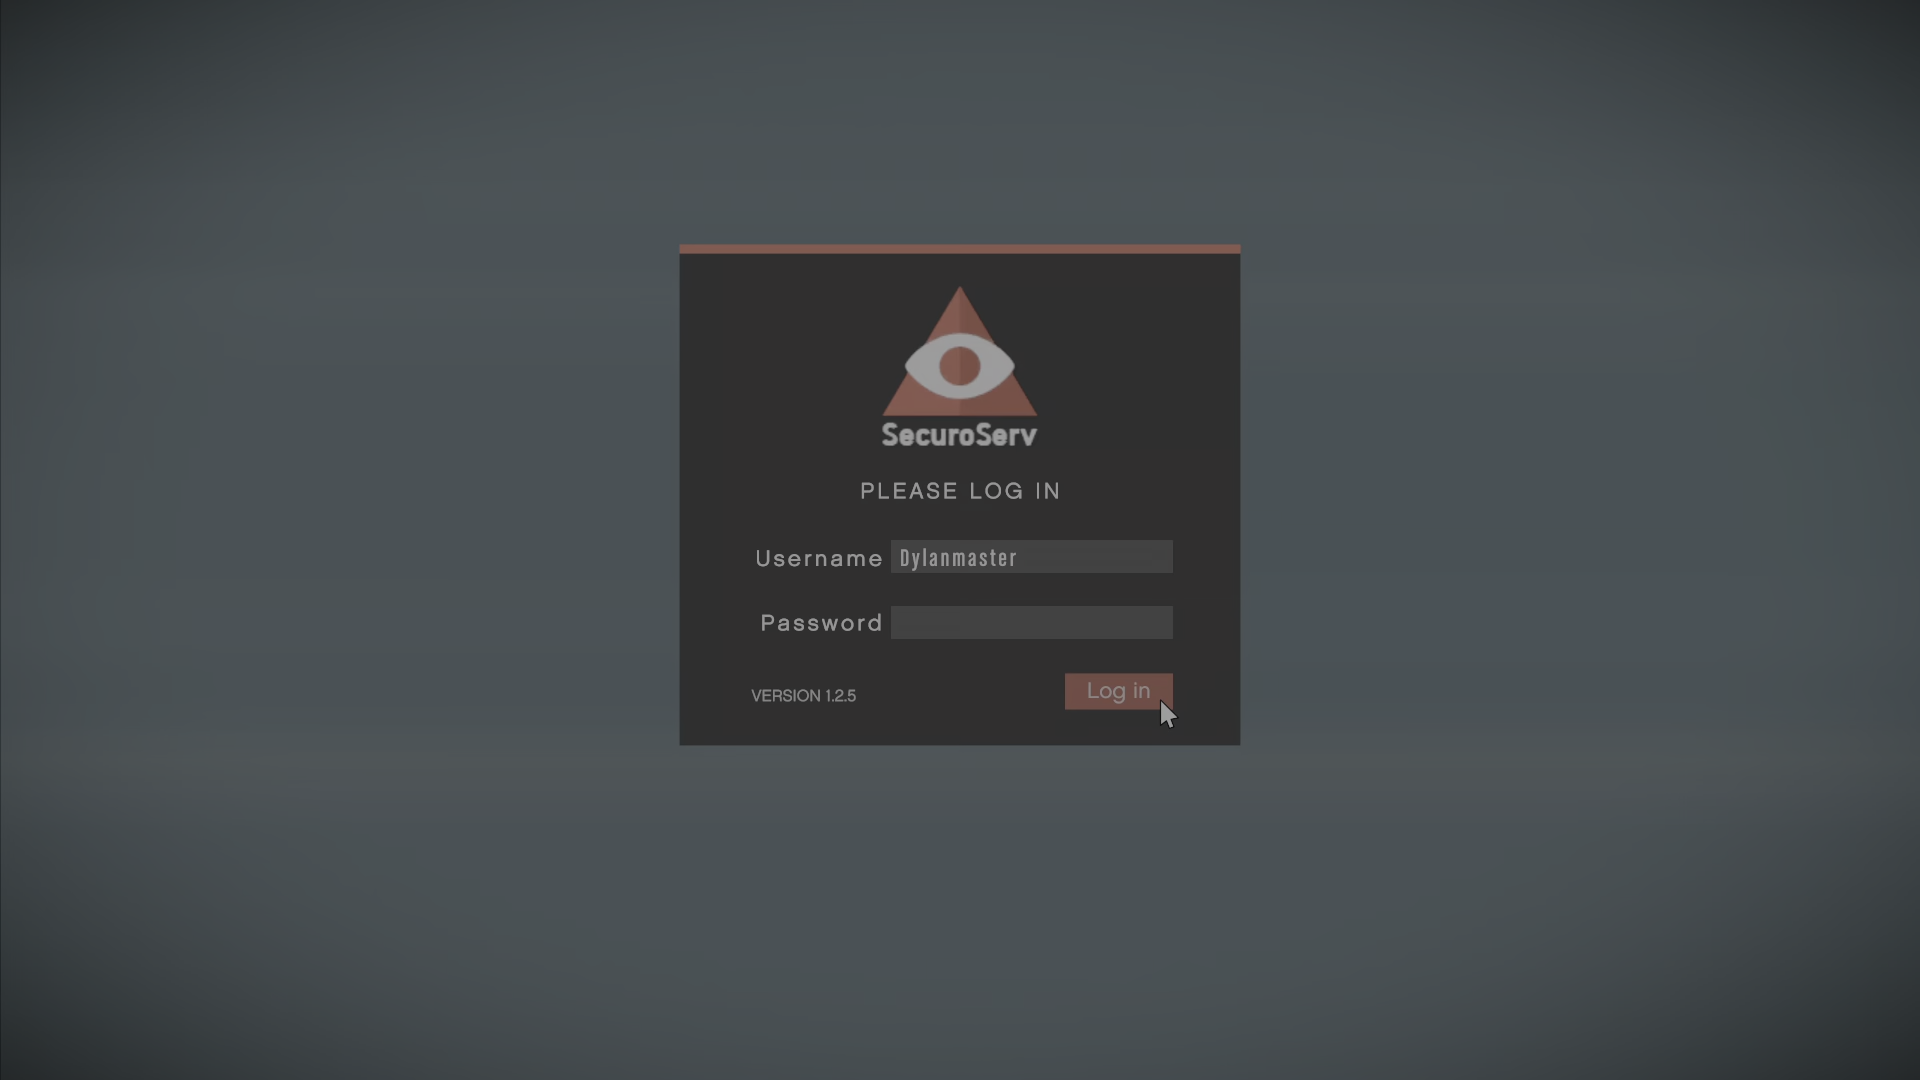 SecuroServ
PLEASE LOG IN
Username Dylanmaster
Password
VERSION 1.2.5 Log in